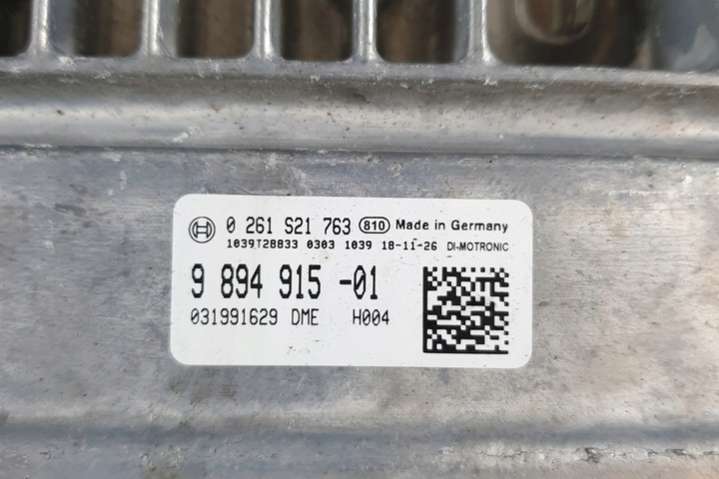 0 261 S21 763 810 Made in Germany
1039T28833 0303 1039 18-11-26 DI-MOTRONIC
9 894 915 -01
031991629 DME H004